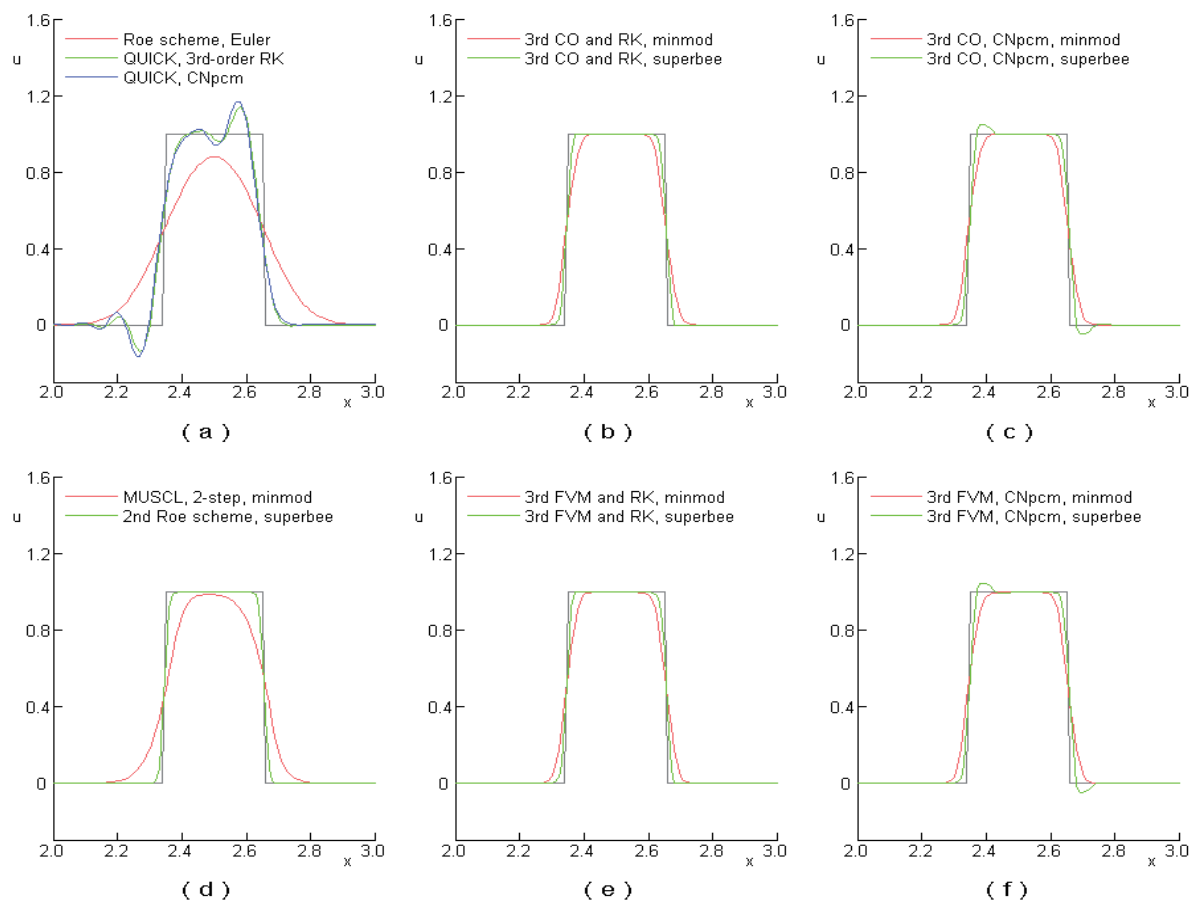 1.6
u
Roe scheme, Euler
QUICK, 3rd-order RK
QUICK, CNpcm
1.2
0.8
0.4
0
2.0 2.2 2.4 2.6 2.8 3.0
x
( a )
1.6
u
3rd CO and RK, minmod
3rd CO and RK, superbee
1.2
0.8
0.4
0
2.0 2.2 2.4 2.6 2.8 3.0
x
( b )
1.6
u
3rd CO, CNpcm, minmod
3rd CO, CNpcm, superbee
1.2
0.8
0.4
0
2.0 2.2 2.4 2.6 2.8 3.0
x
( c )
1.6
u
MUSCL, 2-step, minmod
2nd Roe scheme, superbee
1.2
0.8
0.4
0
2.0 2.2 2.4 2.6 2.8 3.0
x
( d )
1.6
u
3rd FVM and RK, minmod
3rd FVM and RK, superbee
1.2
0.8
0.4
0
2.0 2.2 2.4 2.6 2.8 3.0
x
( e )
1.6
u
3rd FVM, CNpcm, minmod
3rd FVM, CNpcm, superbee
1.2
0.8
0.4
0
2.0 2.2 2.4 2.6 2.8 3.0
x
( f )